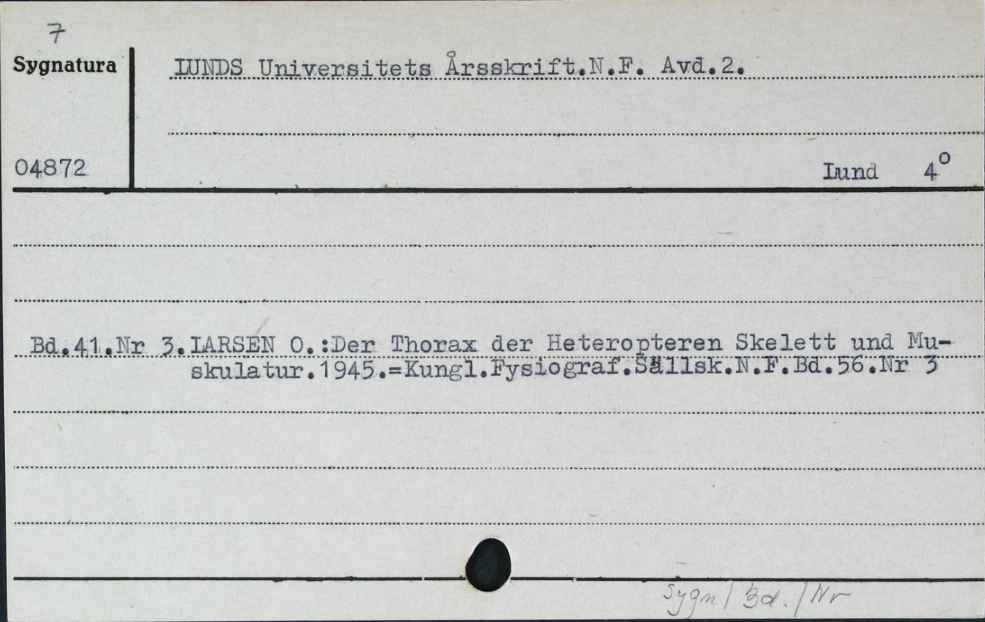 7
Sygnatura
LUNDS Universitets Årsskrift.N.F. Avd.2.
04872
Lund 4°
Bd.41.Nr 3.LARSEN O.:Der Thorax der Heteropteren Skelett und Mu-
skulatur.1945.=Kungl.Fysiograf.Sällsk.N.F.Bd.56.Nr 3
Sygn/Bd./Nr